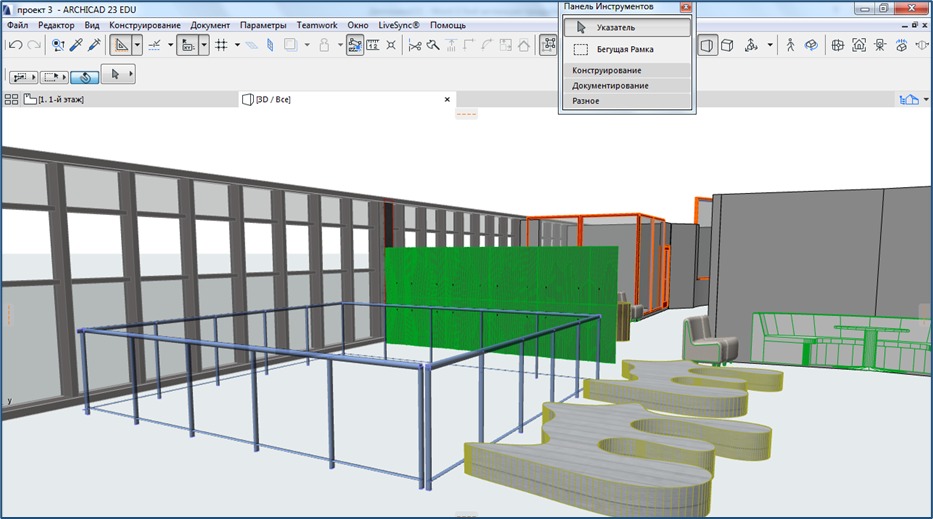 проект 3 - ARCHICAD 23 EDU
Панель Инструментов
Файл Редактор Вид Конструирование Документ Параметры Teamwork Окно LiveSync® Помощь
Указатель
Бегущая Рамка
Конструирование
Документирование
Разное
[1. 1-й этаж]
[3D / Все]
y